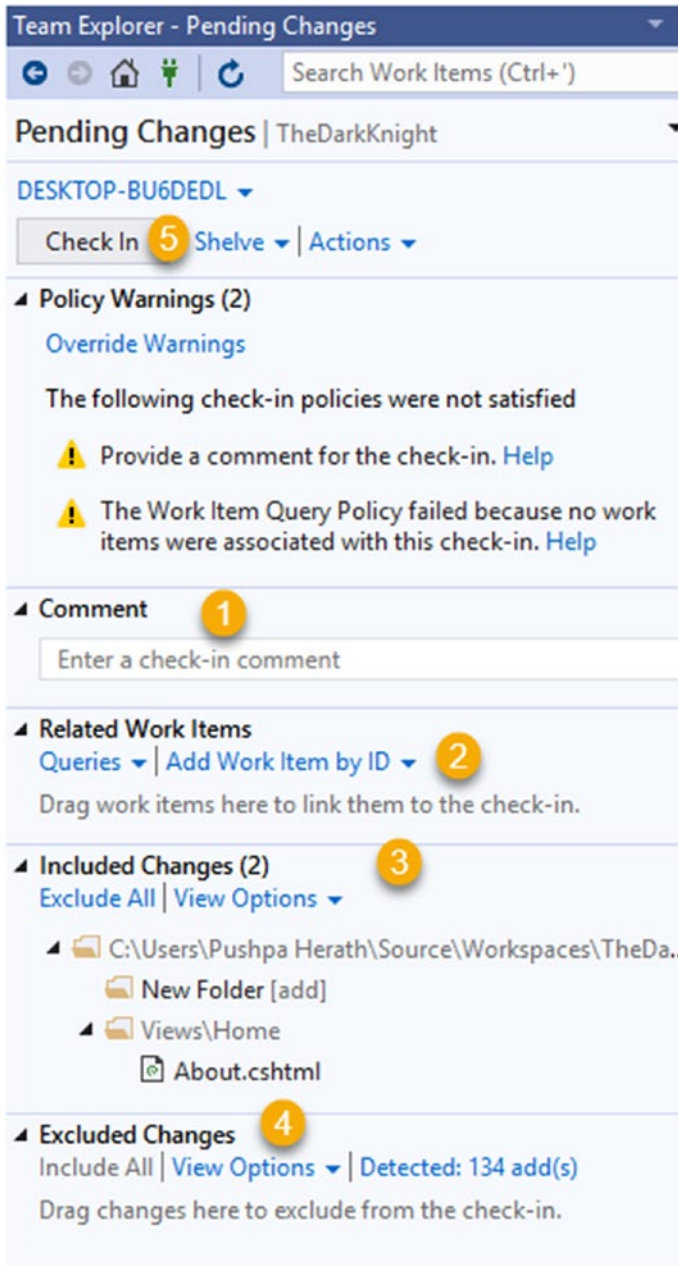 Team Explorer - Pending Changes
Search Work Items (Ctrl+')
Pending Changes | TheDarkKnight
DESKTOP-BU6DEDL
Check In 5 Shelve | Actions
Policy Warnings (2)
Override Warnings
The following check-in policies were not satisfied
Provide a comment for the check-in. Help
The Work Item Query Policy failed because no work
items were associated with this check-in. Help
Comment 1
Enter a check-in comment
Related Work Items
Queries | Add Work Item by ID 2
Drag work items here to link them to the check-in.
Included Changes (2) 3
Exclude All | View Options
C:\Users\Pushpa Herath\Source\Workspaces\TheDa..
New Folder [add]
Views\Home
About.cshtml
Excluded Changes 4
Include All | View Options | Detected: 134 add(s)
Drag changes here to exclude from the check-in.